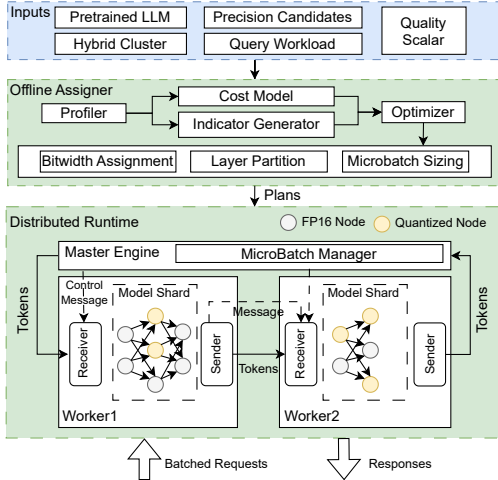 Inputs
Pretrained LLM
Precision Candidates
Quality
Scalar
Hybrid Cluster
Query Workload
Offline Assigner
Profiler
Cost Model
Indicator Generator
Optimizer
Bitwidth Assignment
Layer Partition
Microbatch Sizing
Plans
Distributed Runtime
FP16 Node
Quantized Node
Master Engine
MicroBatch Manager
Tokens
Control
Message
Model Shard
Receiver
Sender
Worker1
Message
Tokens
Model Shard
Receiver
Sender
Worker2
Tokens
Batched Requests
Responses